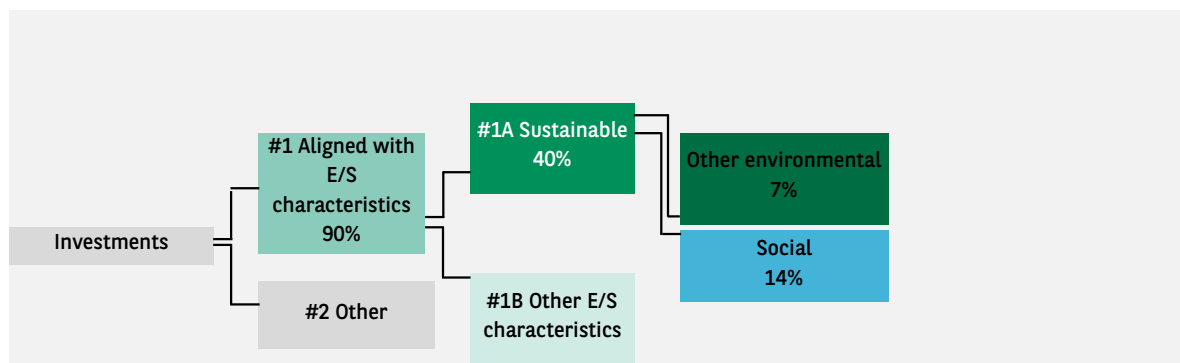 Investments
#1 Aligned with
E/S
characteristics
90%
#2 Other
#1A Sustainable
40%
#1B Other E/S
characteristics
Other environmental
7%
Social
14%